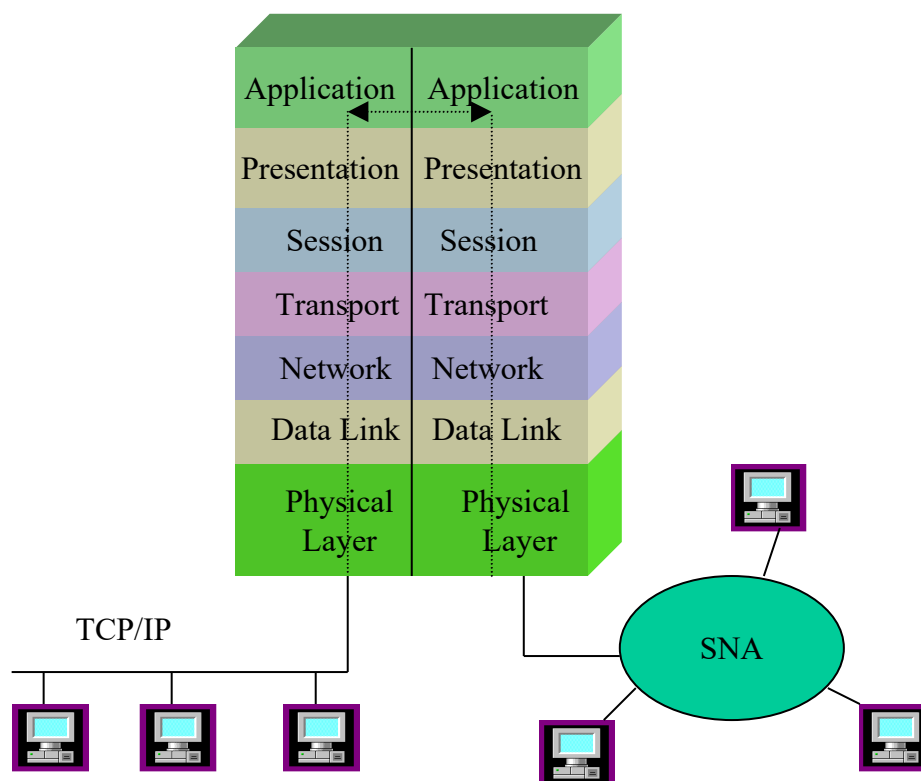 Application Application
Presentation Presentation
Session Session
Transport Transport
Network Network
Data Link Data Link
Physical Physical
Layer Layer
TCP/IP
SNA